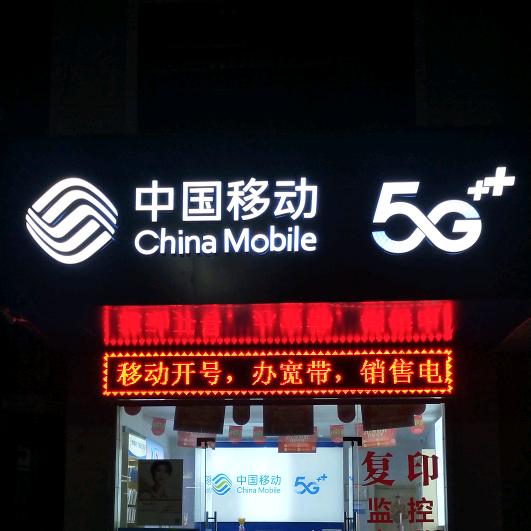 中国移动
China Mobile
5G++
移动开号，办宽带，销售电
中国移动
China Mobile
5G++
复印
监控